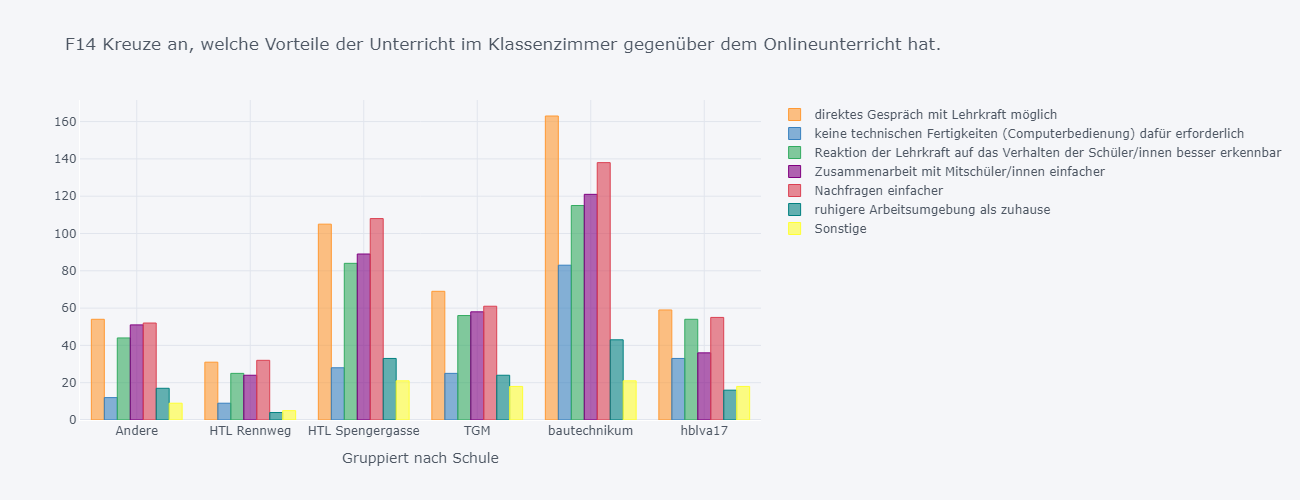 F14 Kreuze an, welche Vorteile der Unterricht im Klassenzimmer gegenüber dem Onlineunterricht hat.
direktes Gespräch mit Lehrkraft möglich
keine technischen Fertigkeiten (Computerbedienung) dafür erforderlich
Reaktion der Lehrkraft auf das Verhalten der Schüler/innen besser erkennbar
Zusammenarbeit mit Mitschüler/innen einfacher
Nachfragen einfacher
ruhigere Arbeitsumgebung als zuhause
Sonstige
160
140
120
100
80
60
40
20
0
Andere HTL Rennweg HTL Spengergasse TGM bautechnikum hblva17
Gruppiert nach Schule